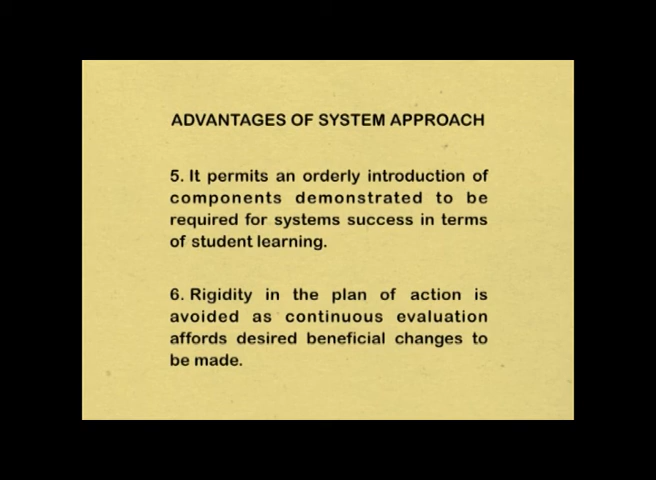 ADVANTAGES OF SYSTEM APPROACH
5. It permits an orderly introduction of
components demonstrated to be
required for systems success in terms
of student learning.
6. Rigidity in the plan of action is
avoided as continuous evaluation
affords desired beneficial changes to
be made.